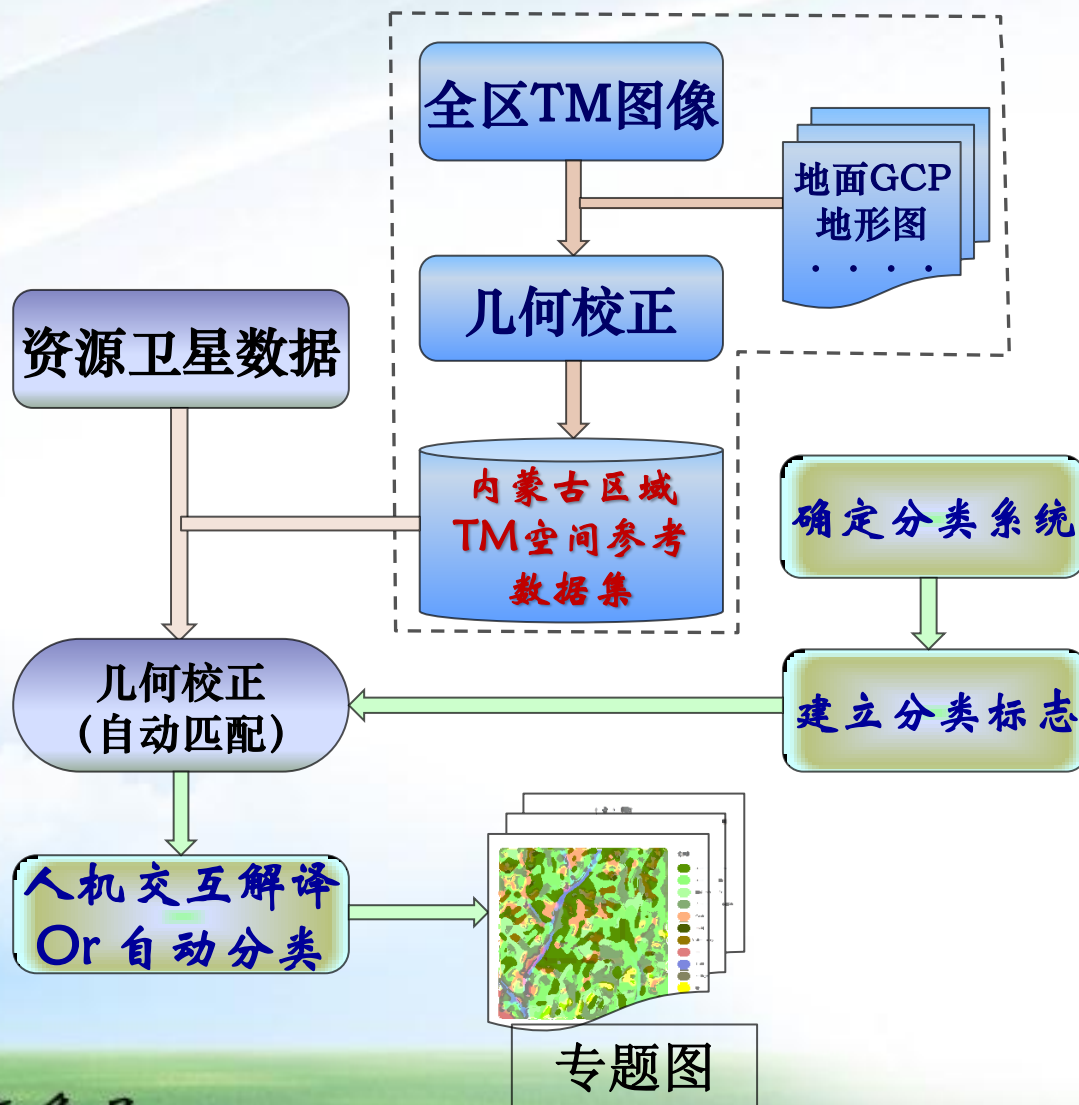 全区TM图像
地面GCP
地形图
. . . .
几何校正
资源卫星数据
内蒙古区域
TM空间参考
数据集
确定分类系统
几何校正
(自动匹配)
建立分类标志
人机交互解译
Or 自动分类
专题图